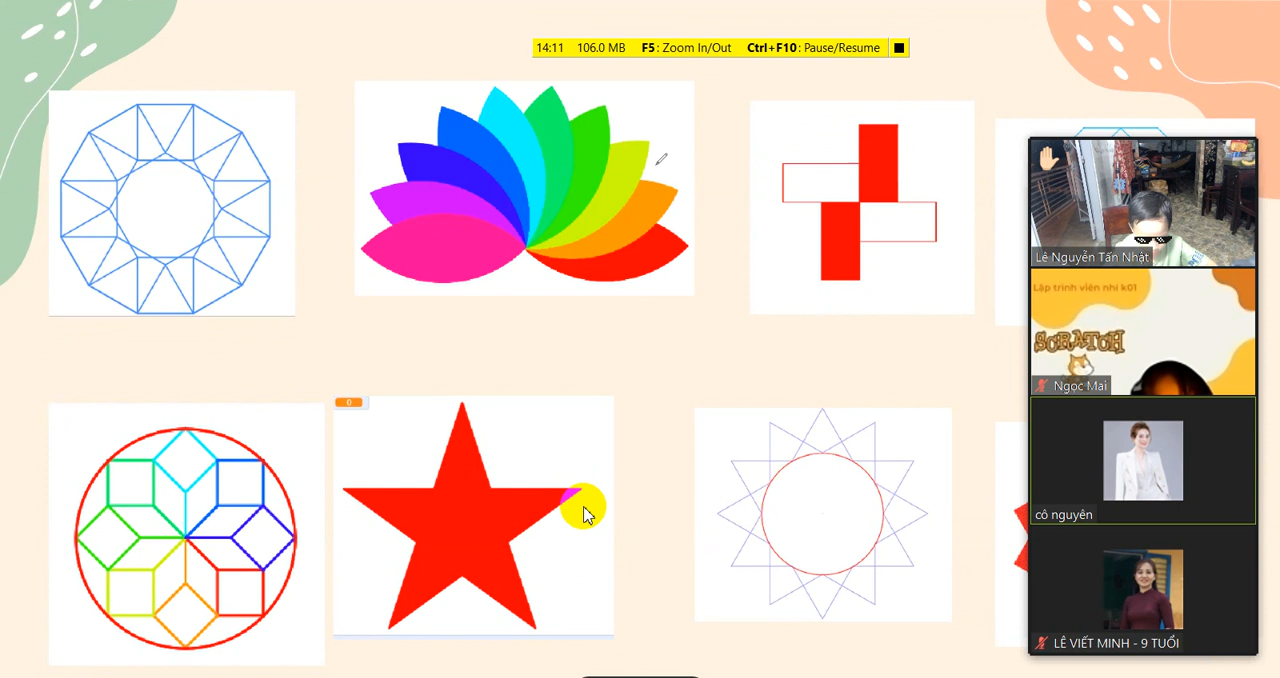 14:11 106.0 MB F5: Zoom In/Out Ctrl+F10: Pause/Resume
Lê Nguyễn Tấn Nhật
Lập trình viên nhí k01
SCRATCH
Ngọc Mai
0
cô nguyên
LÊ VIẾT MINH - 9 TUỔI